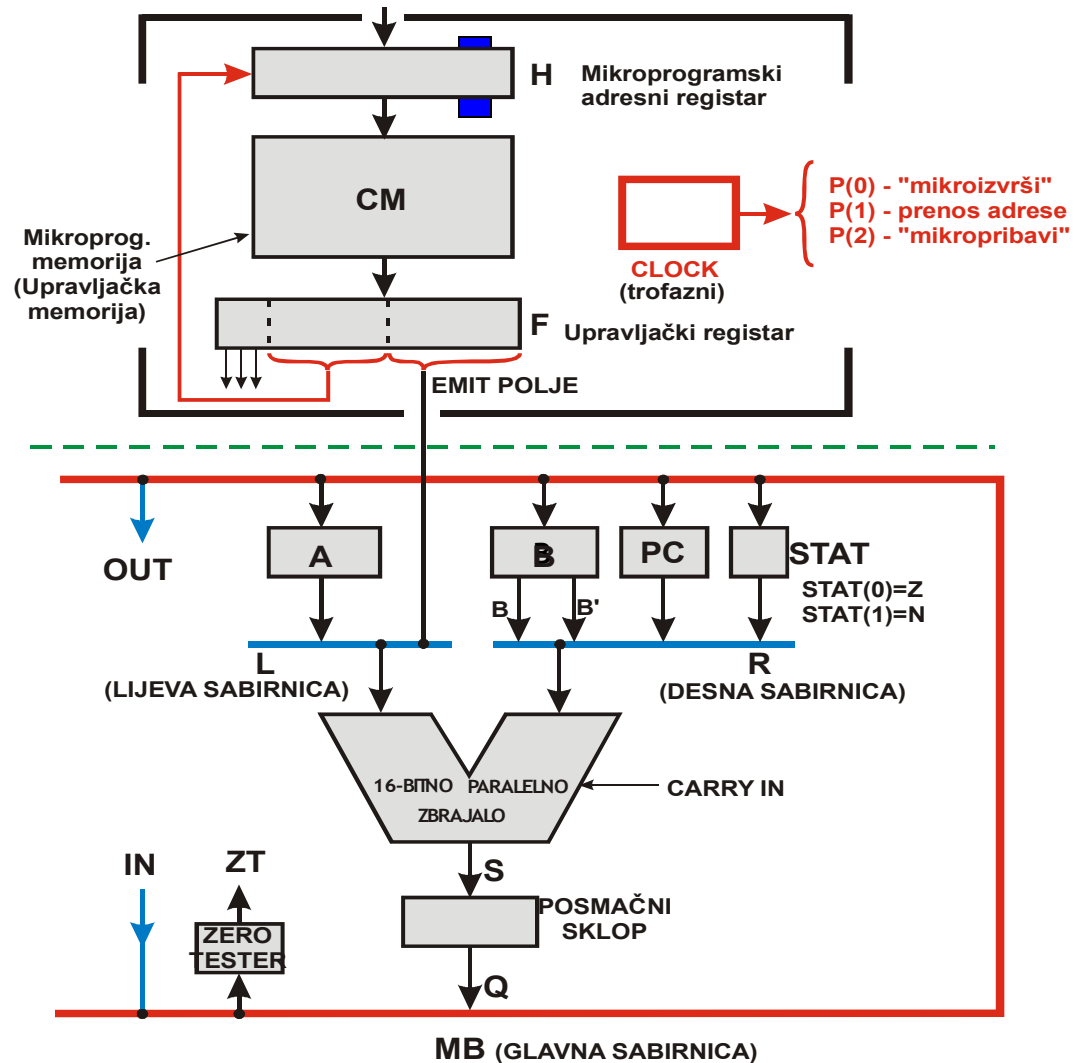 H
Mikroprogramski
adresni registar
CM
P(0) - "mikroizvrši"
P(1) - prenos adrese
P(2) - "mikropribavi"
Mikroprog.
memorija
(Upravljačka
memorija)
CLOCK
(trofazni)
F
Upravljački registar
EMIT POLJE
OUT
A
B
PC
STAT
STAT(0)=Z
STAT(1)=N
B
B'
L
(LIJEVA SABIRNICA)
R
(DESNA SABIRNICA)
16-BITNO PARALELNO
ZBRAJALO
CARRY IN
IN
ZT
S
ZERO
TESTER
POSMAČNI
SKLOP
Q
MB (GLAVNA SABIRNICA)